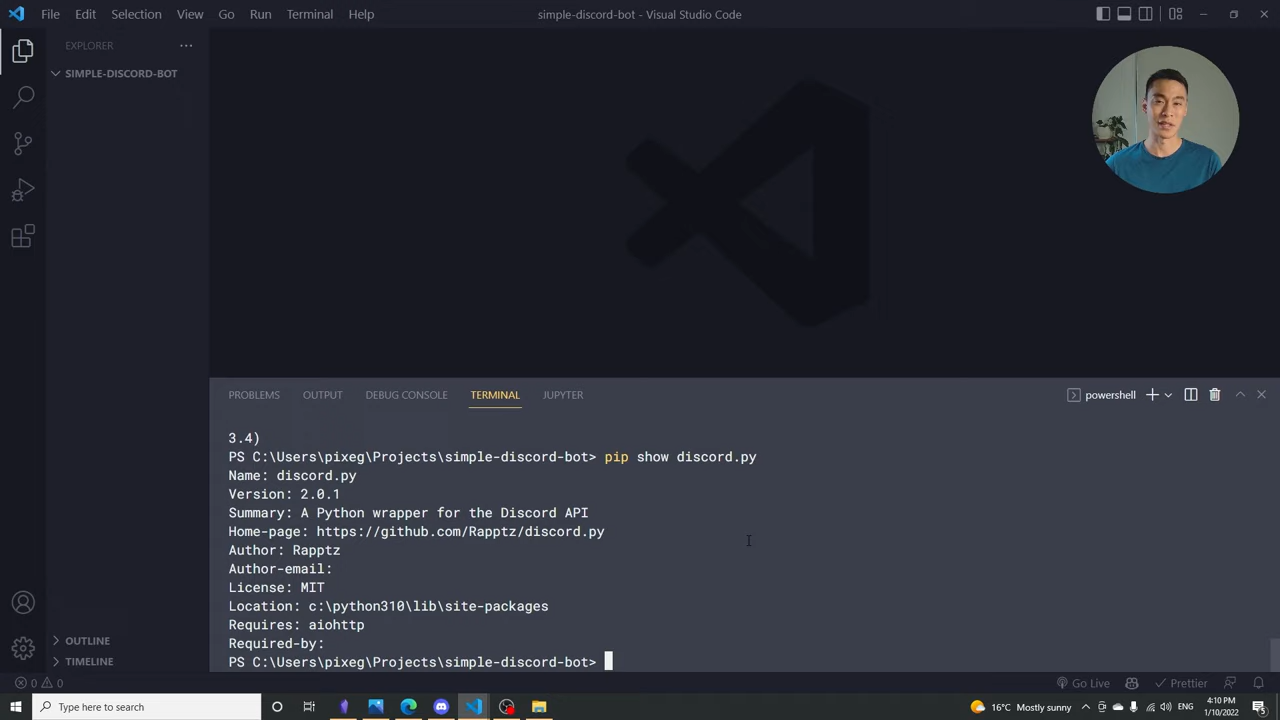 File Edit Selection View Go Run Terminal Help
simple-discord-bot - Visual Studio Code
EXPLORER
SIMPLE-DISCORD-BOT
PROBLEMS OUTPUT DEBUG CONSOLE TERMINAL JUPYTER
powershell
3.4)
PS C:\Users\pixeg\Projects\simple-discord-bot> pip show discord.py
Name: discord.py
Version: 2.0.1
Summary: A Python wrapper for the Discord API
Home-page: https://github.com/Rapptz/discord.py
Author: Rapptz
Author-email:
License: MIT
Location: c:\python310\lib\site-packages
Requires: aiohttp
Required-by:
PS C:\Users\pixeg\Projects\simple-discord-bot>
OUTLINE
TIMELINE
0 0
Go Live
Prettier
Type here to search
16°C Mostly sunny
ENG
4:10 PM
1/10/2022